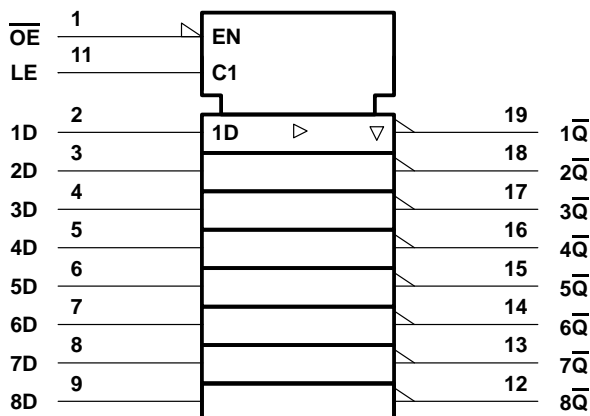 O̅E̅ 1 EN
LE 11 C1
1D 2 1D 19 1Q̅
2D 3 18 2Q̅
3D 4 17 3Q̅
4D 5 16 4Q̅
5D 6 15 5Q̅
6D 7 14 6Q̅
7D 8 13 7Q̅
8D 9 12 8Q̅